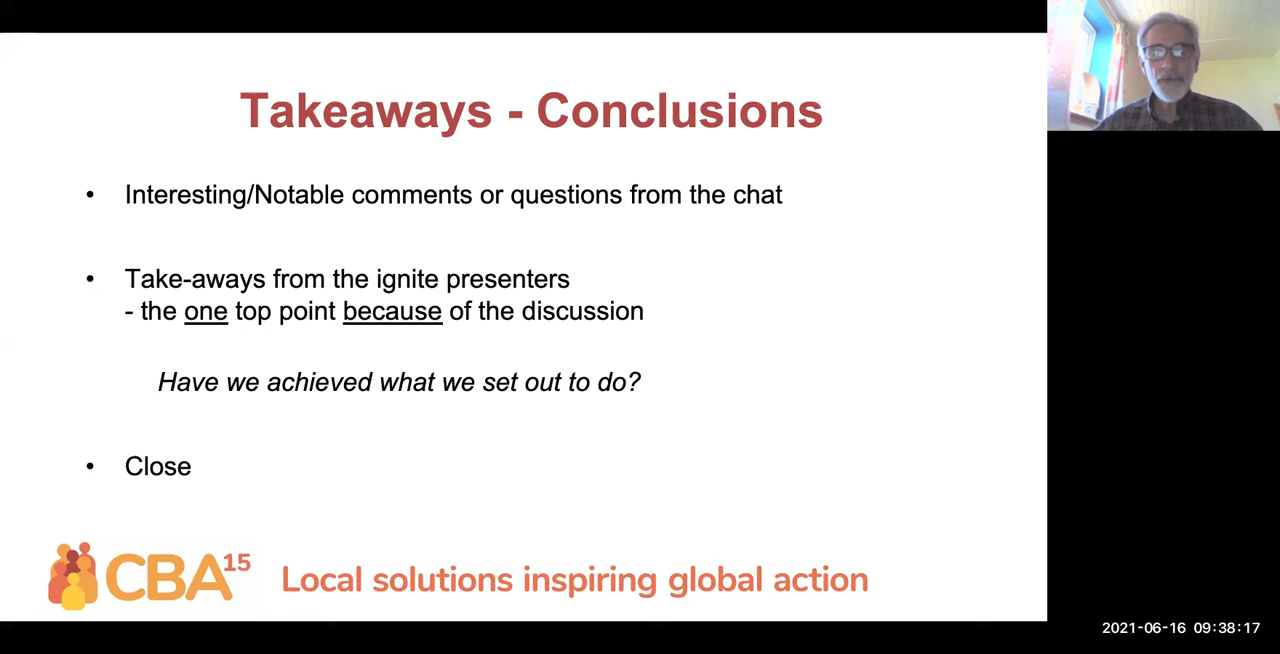 Takeaways - Conclusions
• Interesting/Notable comments or questions from the chat
• Take-aways from the ignite presenters
- the one top point because of the discussion
Have we achieved what we set out to do?
• Close
CBA15
Local solutions inspiring global action
2021-06-16 09:38:17